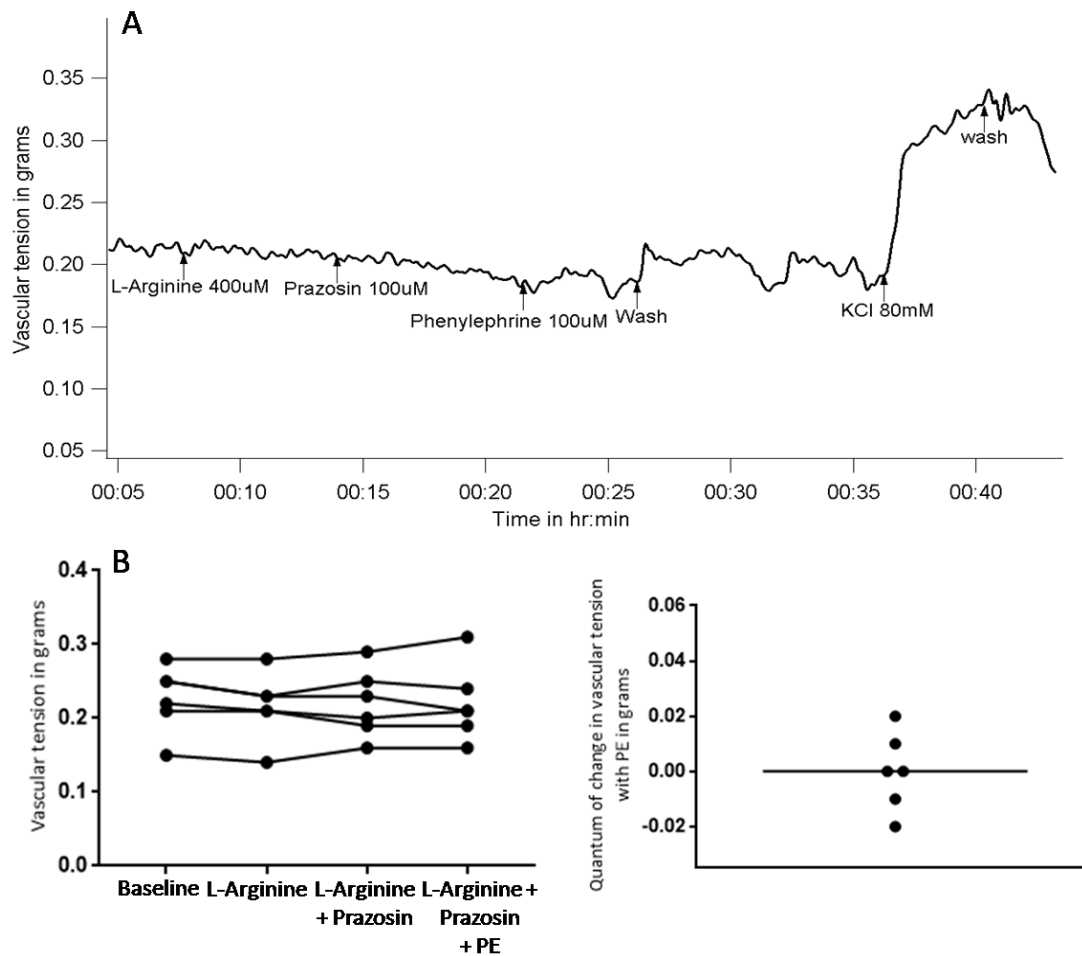 A
Vascular tension in grams
0.35
0.30
0.25
0.20
0.15
0.10
0.05
L-Arginine 400uM
Prazosin 100uM
Phenylephrine 100uM
Wash
KCl 80mM
wash
00:05
00:10
00:15
00:20
00:25
00:30
00:35
00:40
Time in hr:min
B
Vascular tension in grams
0.4
0.3
0.2
0.1
0.0
Baseline
L-Arginine
L-Arginine
+ Prazosin
L-Arginine +
Prazosin
+ PE
Quantum of change in vascular tension
with PE in grams
0.06
0.04
0.02
0.00
-0.02